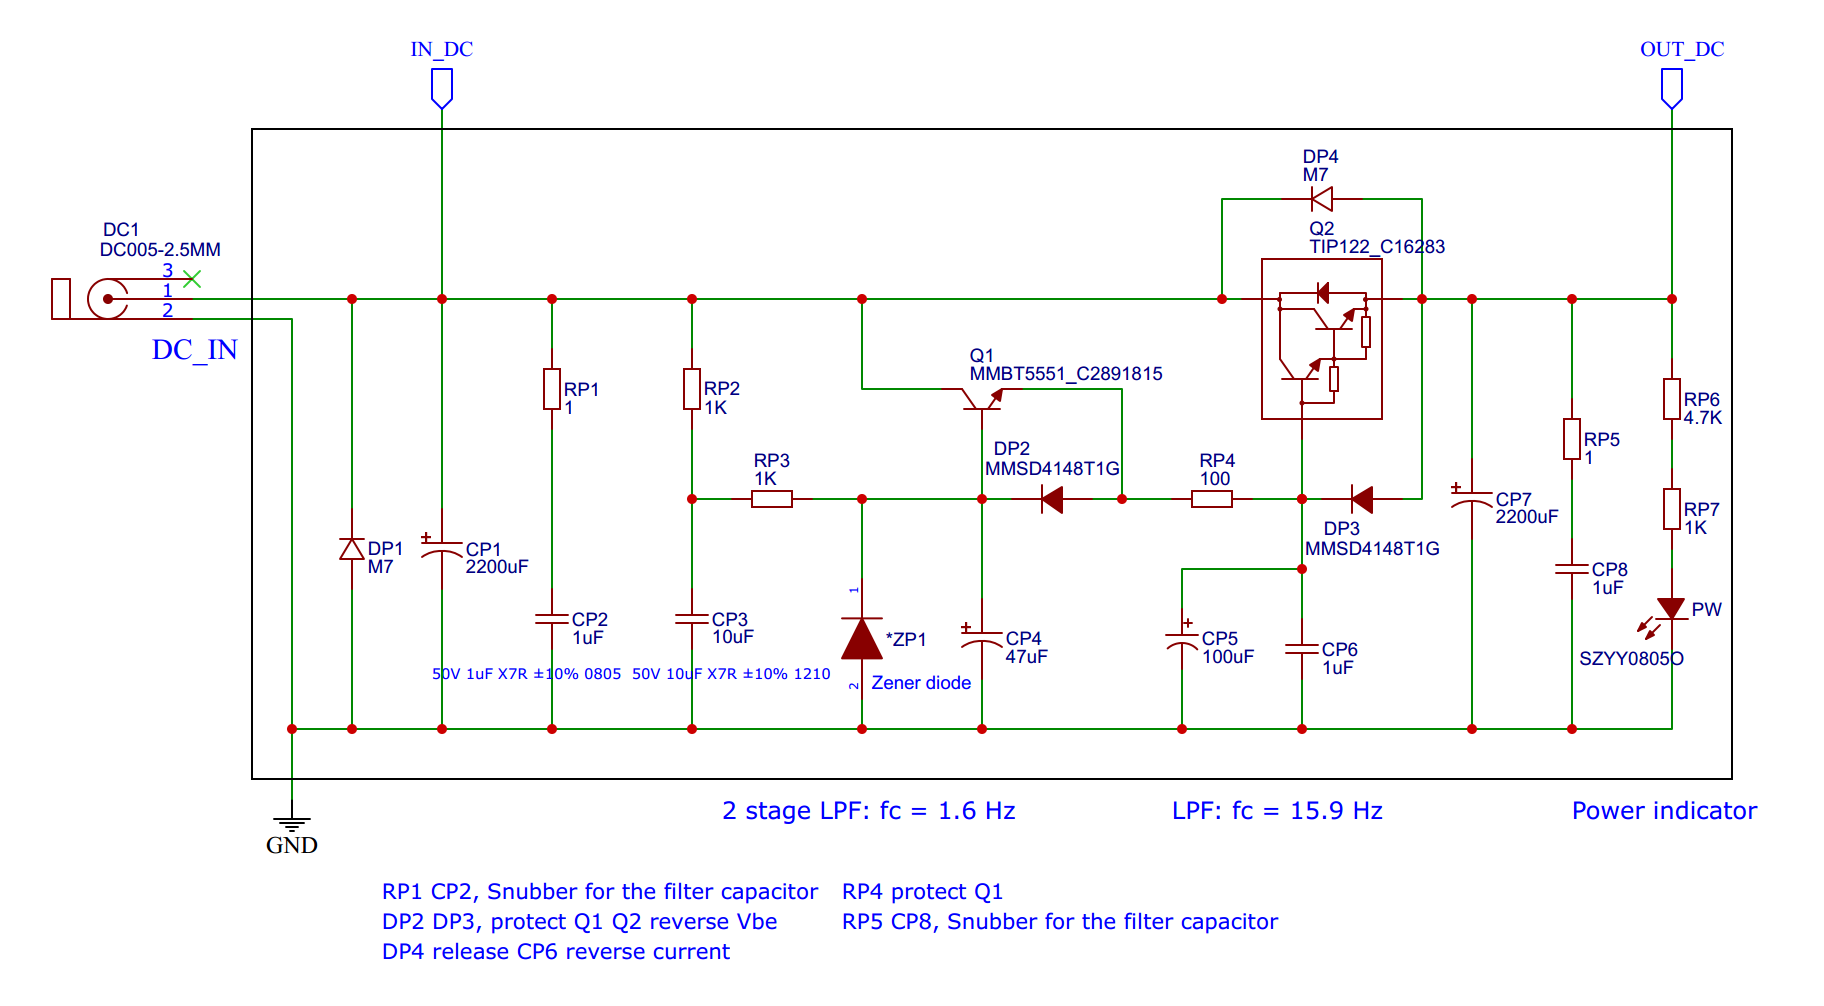 IN_DC
OUT_DC
DP4
M7
DC1
DC005-2.5MM
Q2
TIP122_C16283
3
1
2
DC_IN
Q1
MMBT5551_C2891815
RP1
1
RP2
1K
RP6
4.7K
DP2
MMSD4148T1G
RP3
1K
RP4
100
RP5
1
CP7
2200uF
RP7
1K
DP3
MMSD4148T1G
DP1
M7
+
CP1
2200uF
+
CP8
1uF
1
CP2
1uF
CP3
10uF
*ZP1
+
CP4
47uF
+
CP5
100uF
CP6
1uF
PW
SZYY0805O
50V 1uF X7R ±10% 0805
50V 10uF X7R ±10% 1210
2
Zener diode
2 stage LPF: fc = 1.6 Hz
LPF: fc = 15.9 Hz
Power indicator
GND
RP1 CP2, Snubber for the filter capacitor
RP4 protect Q1
DP2 DP3, protect Q1 Q2 reverse Vbe
RP5 CP8, Snubber for the filter capacitor
DP4 release CP6 reverse current